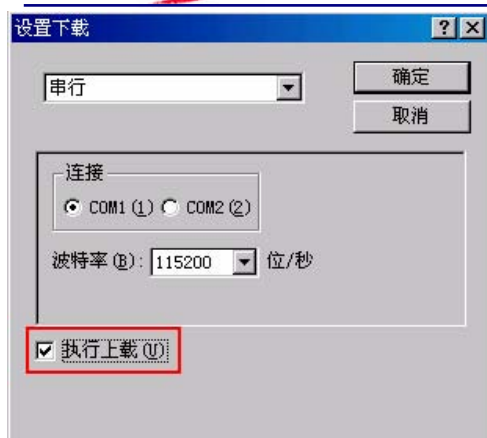 设置下载
串行
确定
取消
连接
COM1 (1) COM2 (2)
波特率(B): 115200 位/秒
执行上载(U)